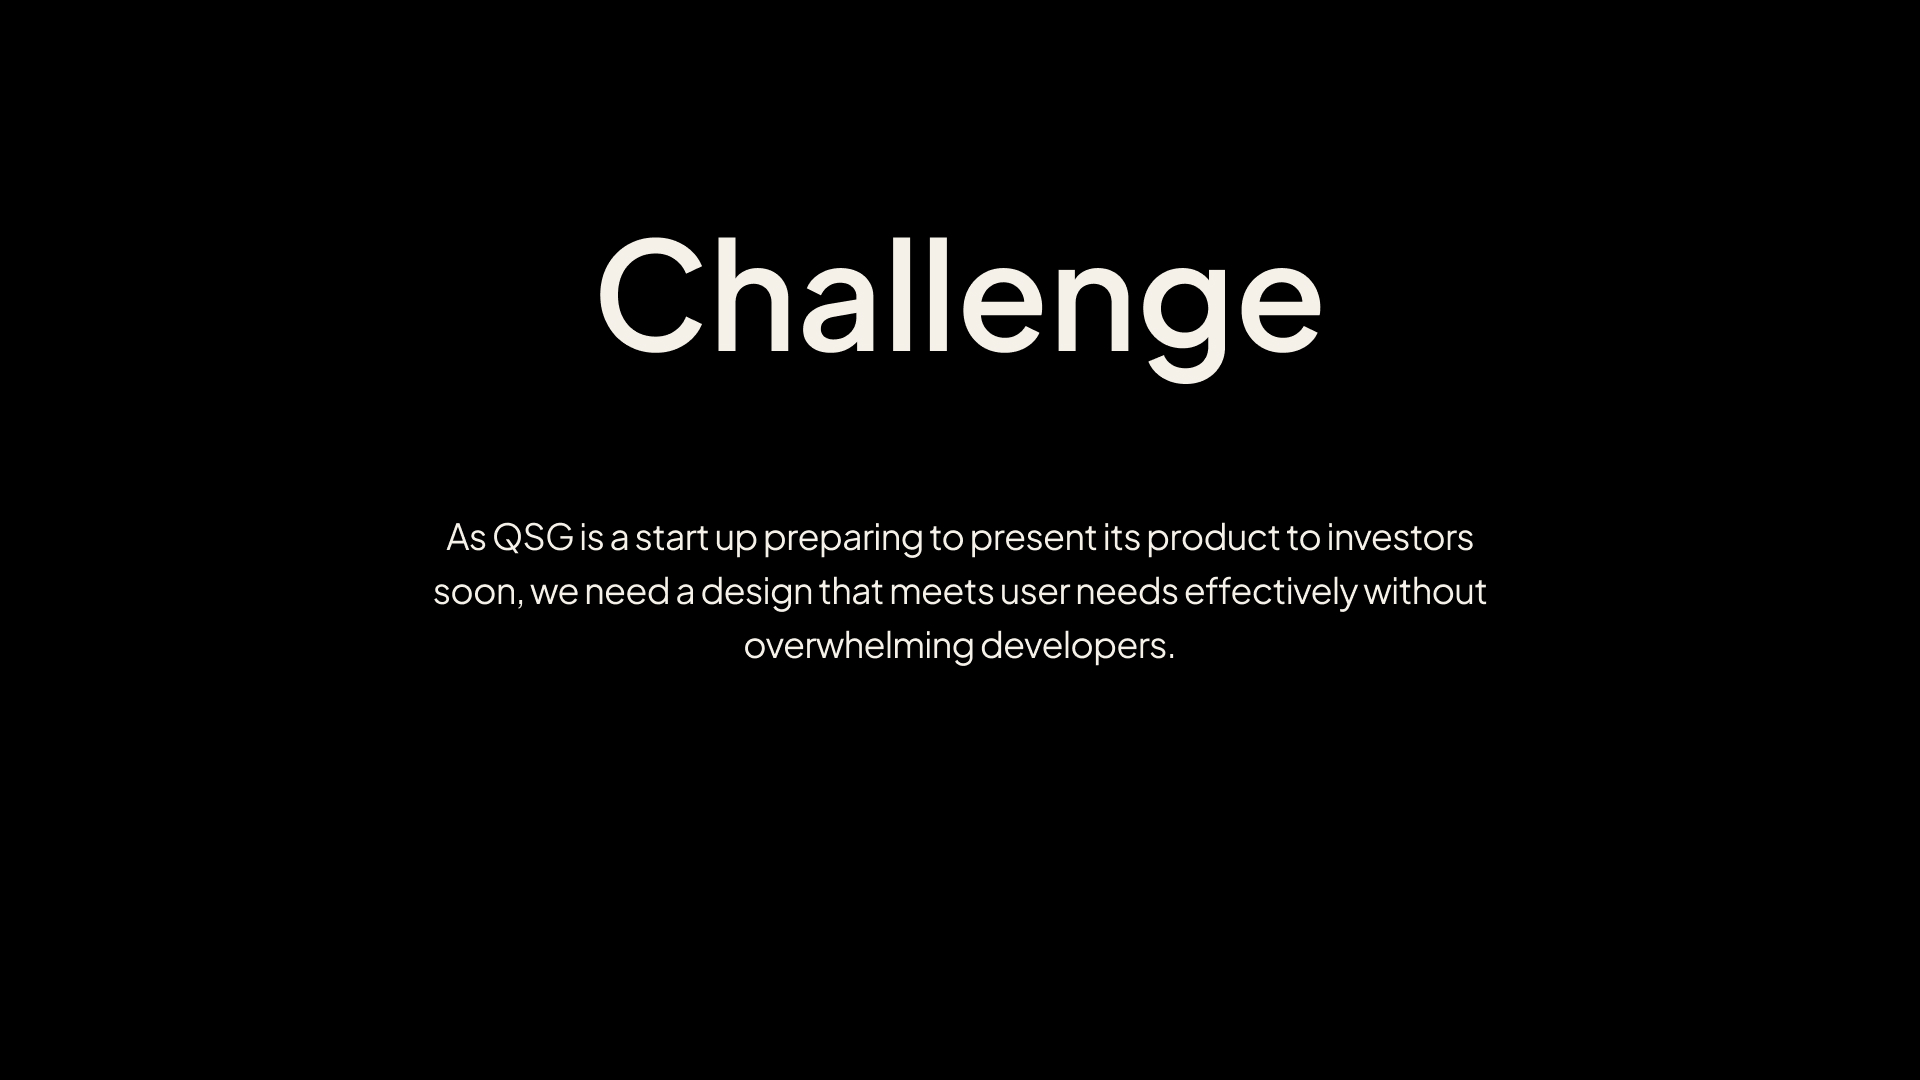 Challenge
As QSG is a start up preparing to present its product to investors
soon, we need a design that meets user needs effectively without
overwhelming developers.